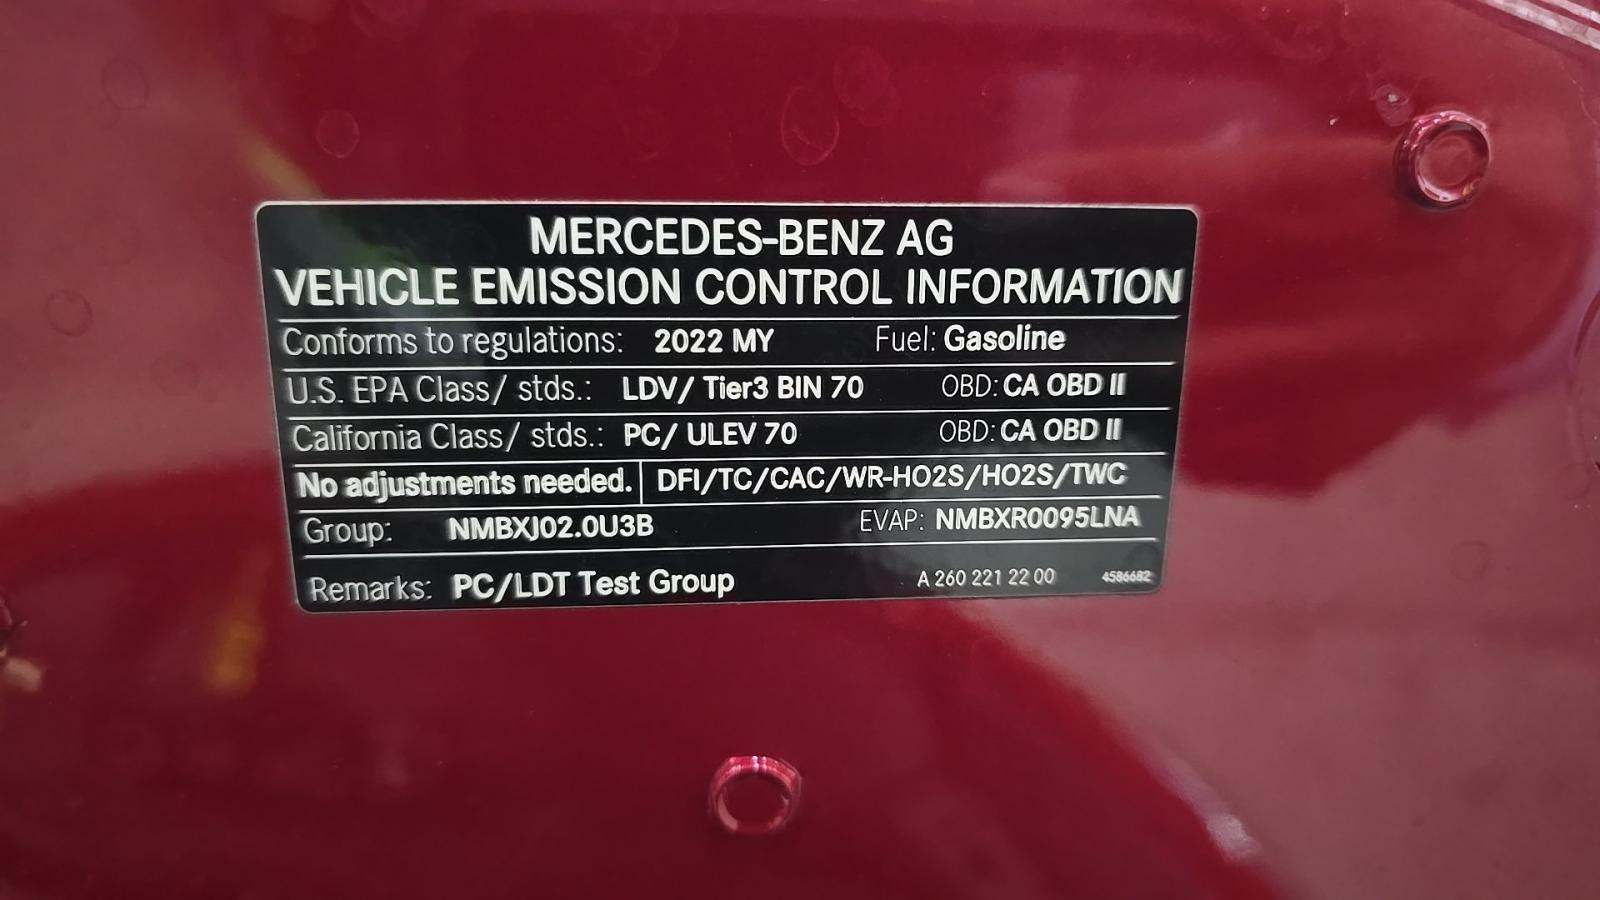 MERCEDES-BENZ AG
VEHICLE EMISSION CONTROL INFORMATION
Conforms to regulations: 2022 MY Fuel: Gasoline
U.S. EPA Class/ stds.: LDV/ Tier3 BIN 70 OBD: CA OBD II
California Class/ stds.: PC/ ULEV 70 OBD: CA OBD II
No adjustments needed. DFI/TC/CAC/WR-HO2S/HO2S/TWC
Group: NMBXJ02.0U3B EVAP: NMBXR0095LNA
Remarks: PC/LDT Test Group A 260 221 22 00 4586682